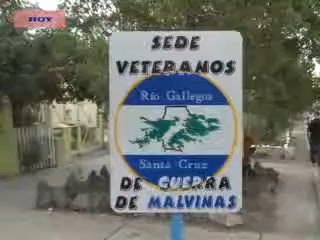 HOY
SEDE
VETERANOS
Río Gallegos
Santa Cruz
DE GUERRA
DE MALVINAS